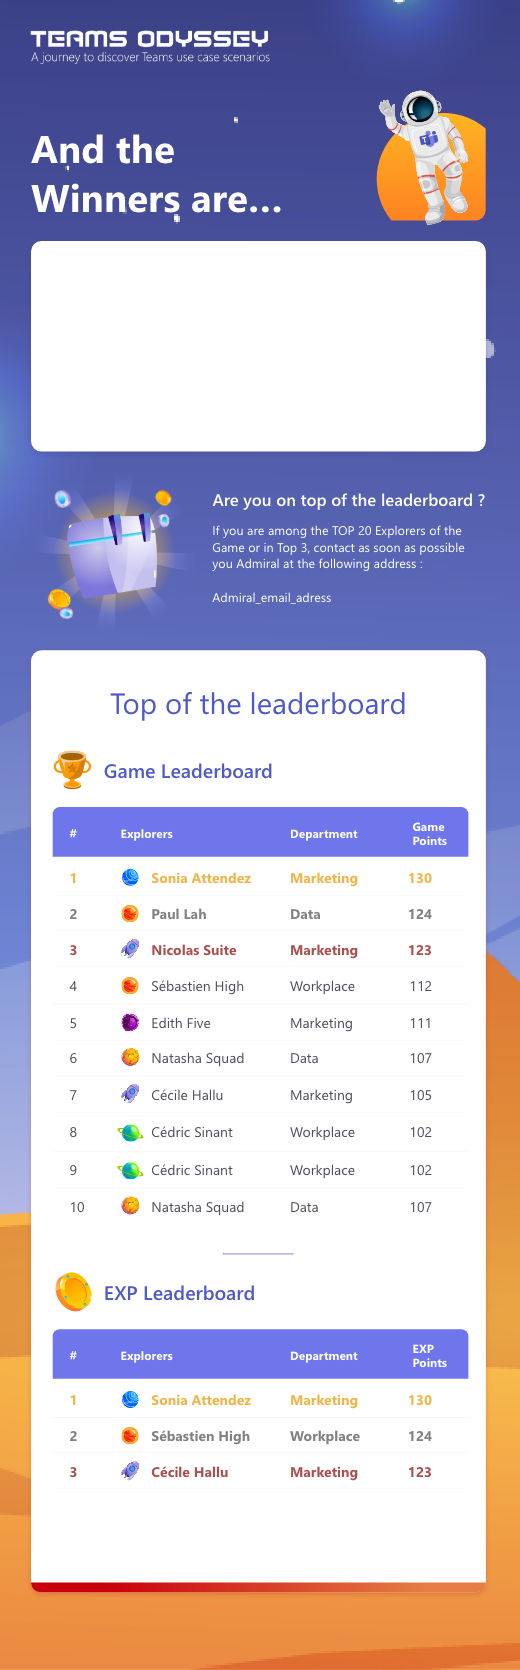 TEAMS ODYSSEY
A journey to discover Teams use case scenarios
And the
Winners are...
Are you on top of the leaderboard ?
If you are among the TOP 20 Explorers of the
Game or in Top 3, contact as soon as possible
you Admiral at the following address :
Admiral_email_adress
Top of the leaderboard
Game Leaderboard
# Explorers Department Game Points
1 Sonia Attendez Marketing 130
2 Paul Lah Data 124
3 Nicolas Suite Marketing 123
4 Sébastien High Workplace 112
5 Edith Five Marketing 111
6 Natasha Squad Data 107
7 Cécile Hallu Marketing 105
8 Cédric Sinant Workplace 102
9 Cédric Sinant Workplace 102
10 Natasha Squad Data 107
EXP Leaderboard
# Explorers Department EXP Points
1 Sonia Attendez Marketing 130
2 Sébastien High Workplace 124
3 Cécile Hallu Marketing 123